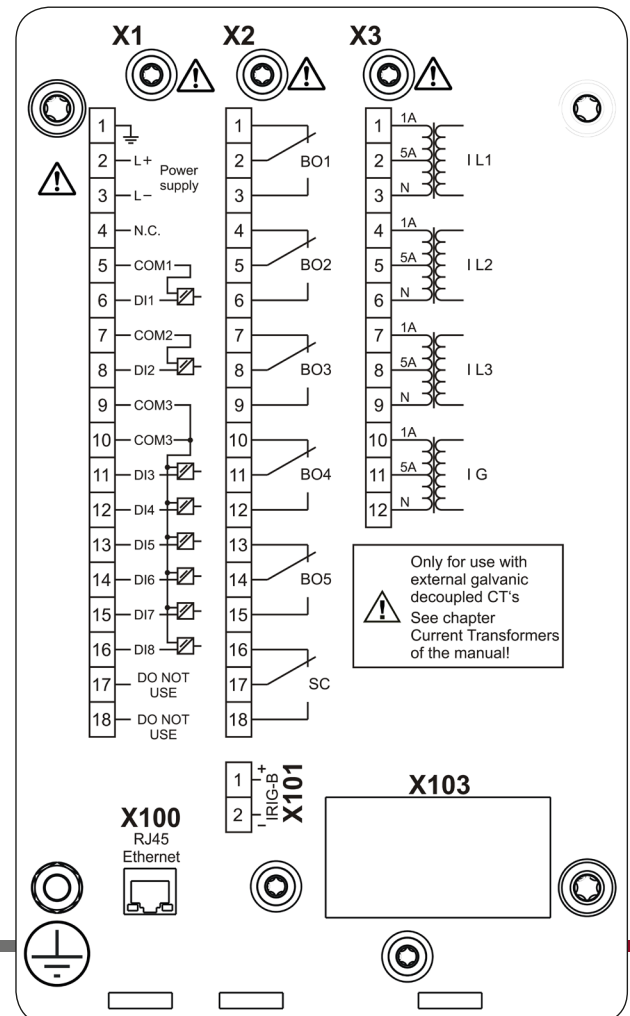 X1
X2
X3
1
2 L+
3 L−
Power
supply
4 N.C.
5 COM1
6 DI1
7 COM2
8 DI2
9 COM3
10 COM3
11 DI3
12 DI4
13 DI5
14 DI6
15 DI7
16 DI8
17 DO NOT
USE
18 DO NOT
USE
1
2 BO1
3
4
5 BO2
6
7
8 BO3
9
10
11 BO4
12
13
14 BO5
15
16
17 SC
18
1 1A
2 5A I L1
3 N
4 1A
5 5A I L2
6 N
7 1A
8 5A I L3
9 N
10 1A
11 5A I G
12 N
Only for use with
external galvanic
decoupled CT's
See chapter
Current Transformers
of the manual!
1 +
2 –
IRIG-B
X101
X100
RJ45
Ethernet
X103